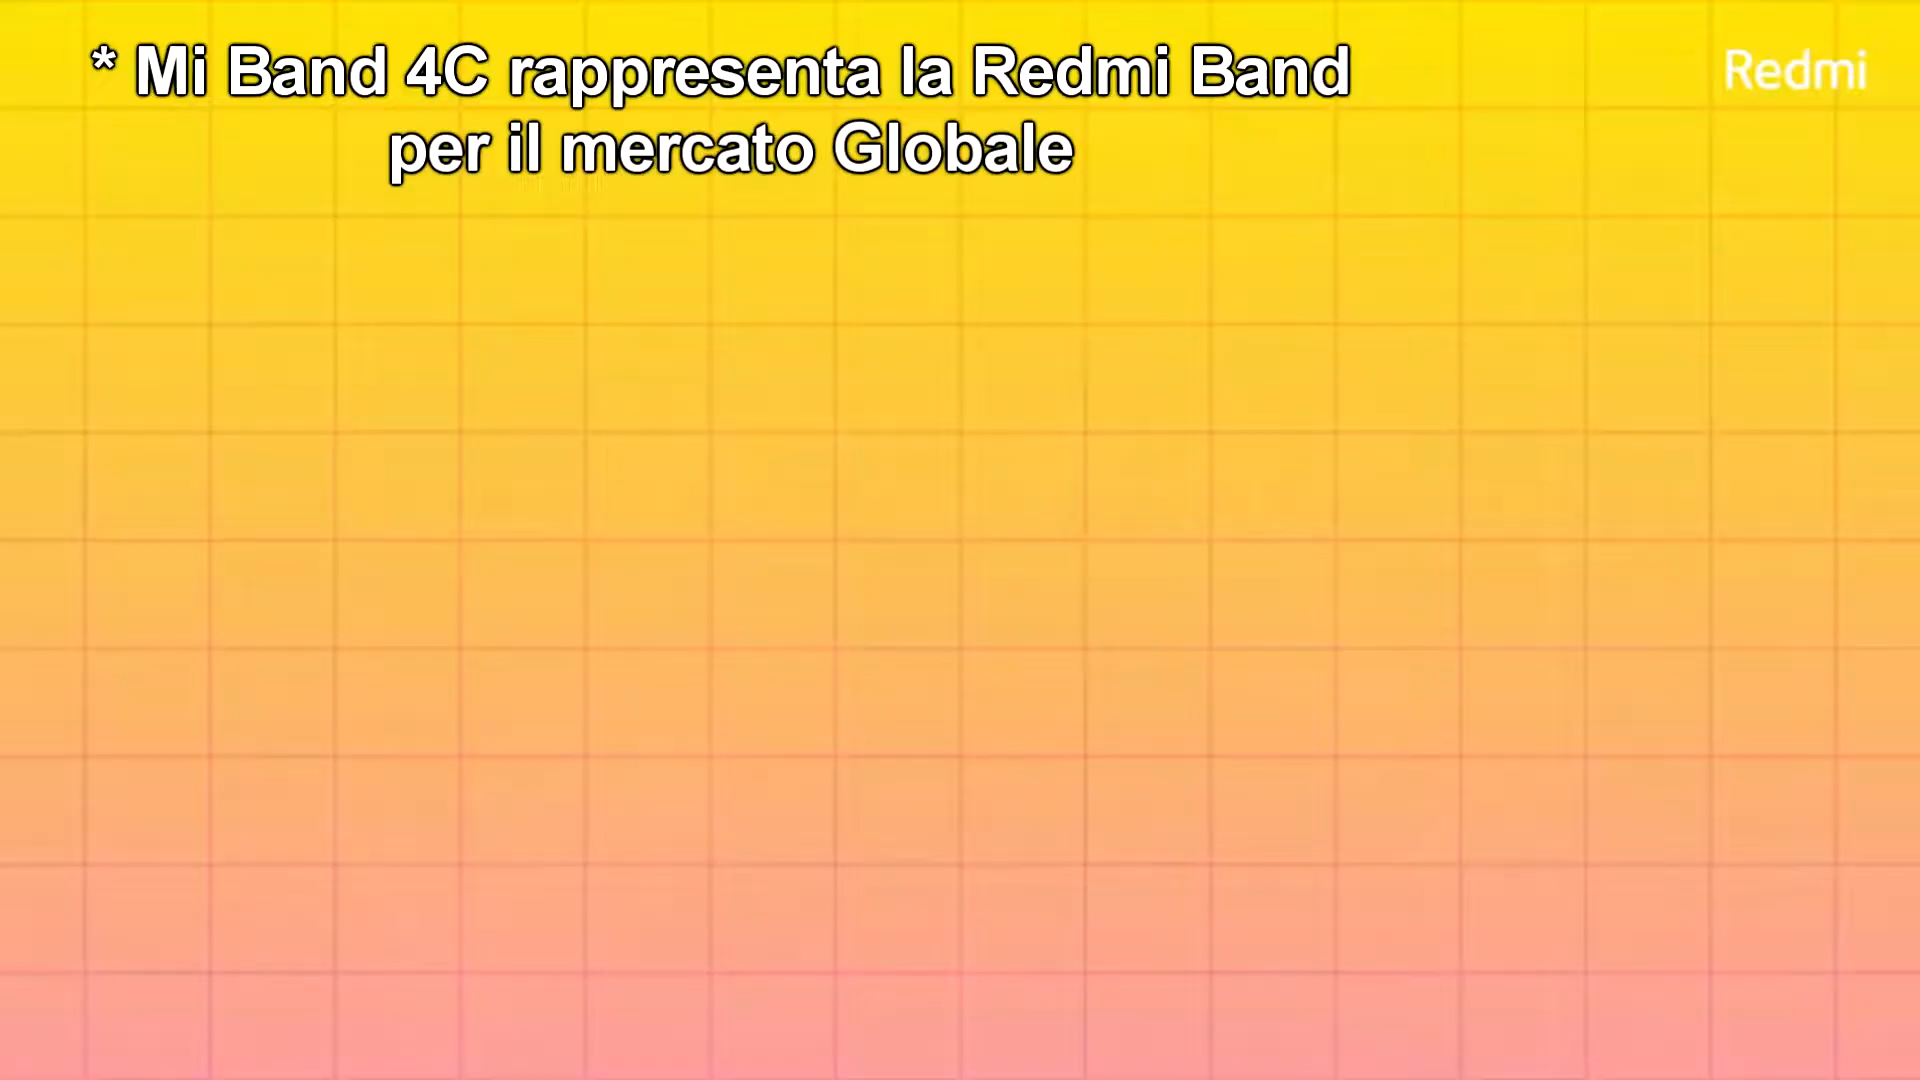 * Mi Band 4C rappresenta la Redmi Band
per il mercato Globale
Redmi